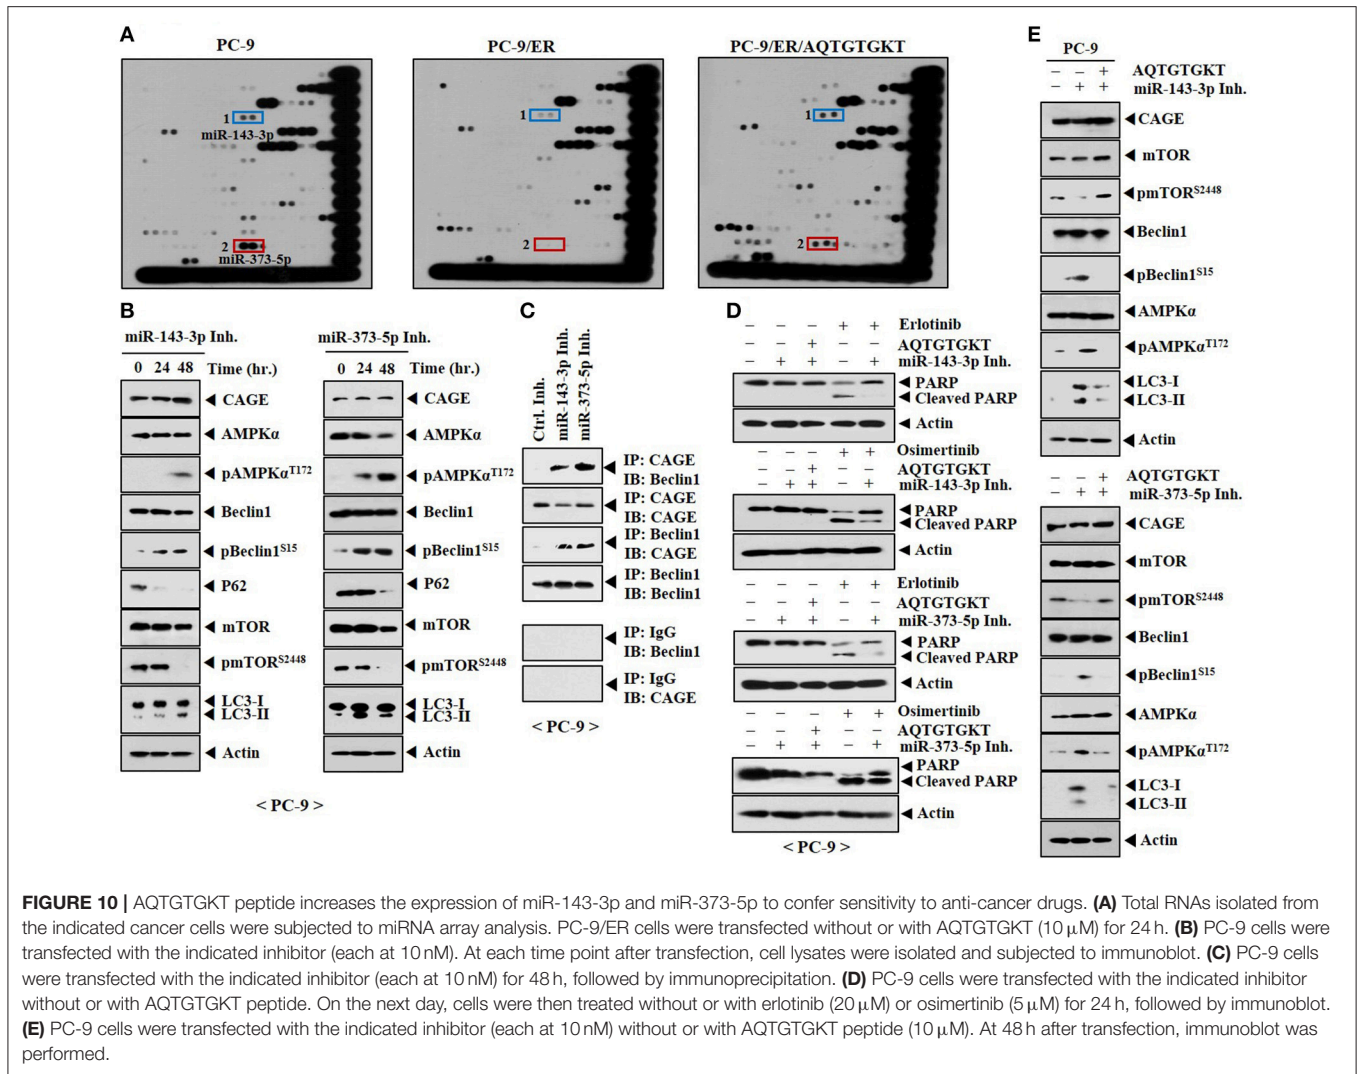 A
PC-9
PC-9/ER
PC-9/ER/AQTGTGKT
1
miR-143-3p
2
miR-373-5p
1
2
1
2
B
miR-143-3p Inh.
0 24 48 Time (hr.)
CAGE
AMPKα
pAMPKα^T172
Beclin1
pBeclin1^S15
P62
mTOR
pmTOR^S2448
LC3-I
LC3-II
Actin
miR-373-5p Inh.
0 24 48 Time (hr.)
CAGE
AMPKα
pAMPKα^T172
Beclin1
pBeclin1^S15
P62
mTOR
pmTOR^S2448
LC3-I
LC3-II
Actin
< PC-9 >
C
Ctrl. Inh.
miR-143-3p Inh.
miR-373-5p Inh.
IP: CAGE
IB: Beclin1
IP: CAGE
IB: CAGE
IP: Beclin1
IB: CAGE
IP: Beclin1
IB: Beclin1
IP: IgG
IB: Beclin1
IP: IgG
IB: CAGE
< PC-9 >
D
− − − + + Erlotinib
− − + − − AQTGTGKT
− + + − + miR-143-3p Inh.
PARP
Cleaved PARP
Actin
− − − + + Osimertinib
− − + − − AQTGTGKT
− + + − + miR-143-3p Inh.
PARP
Cleaved PARP
Actin
− − − + + Erlotinib
− − + − − AQTGTGKT
− + + − + miR-373-5p Inh.
PARP
Cleaved PARP
Actin
− − − + + Osimertinib
− − + − − AQTGTGKT
− + + − + miR-373-5p Inh.
PARP
Cleaved PARP
Actin
< PC-9 >
E
PC-9
− − + AQTGTGKT
− + + miR-143-3p Inh.
CAGE
mTOR
pmTOR^S2448
Beclin1
pBeclin1^S15
AMPKα
pAMPKα^T172
LC3-I
LC3-II
Actin
− − + AQTGTGKT
− + + miR-373-5p Inh.
CAGE
mTOR
pmTOR^S2448
Beclin1
pBeclin1^S15
AMPKα
pAMPKα^T172
LC3-I
LC3-II
Actin
FIGURE 10 | AQTGTGKT peptide increases the expression of miR-143-3p and miR-373-5p to confer sensitivity to anti-cancer drugs. (A) Total RNAs isolated from
the indicated cancer cells were subjected to miRNA array analysis. PC-9/ER cells were transfected without or with AQTGTGKT (10 μM) for 24 h. (B) PC-9 cells were
transfected with the indicated inhibitor (each at 10 nM). At each time point after transfection, cell lysates were isolated and subjected to immunoblot. (C) PC-9 cells
were transfected with the indicated inhibitor (each at 10 nM) for 48 h, followed by immunoprecipitation. (D) PC-9 cells were transfected with the indicated inhibitor
without or with AQTGTGKT peptide. On the next day, cells were then treated without or with erlotinib (20 μM) or osimertinib (5 μM) for 24 h, followed by immunoblot.
(E) PC-9 cells were transfected with the indicated inhibitor (each at 10 nM) without or with AQTGTGKT peptide (10 μM). At 48 h after transfection, immunoblot was
performed.